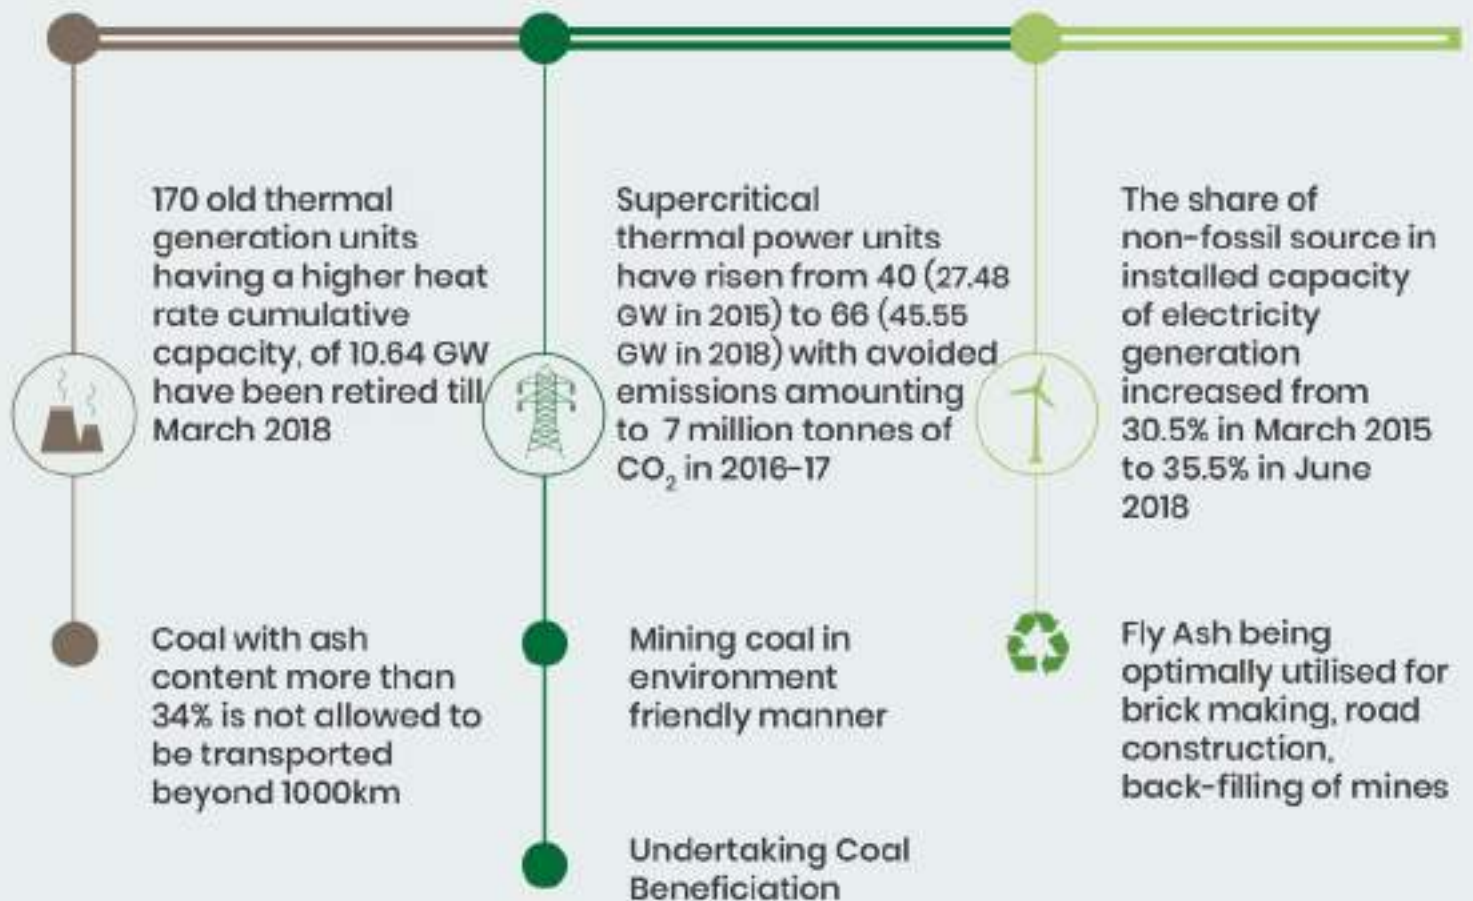 170 old thermal
generation units
having a higher heat
rate cumulative
capacity, of 10.64 GW
have been retired till
March 2018
Coal with ash
content more than
34% is not allowed to
be transported
beyond 1000km
Supercritical
thermal power units
have risen from 40 (27.48
GW in 2015) to 66 (45.55
GW in 2018) with avoided
emissions amounting
to 7 million tonnes of
CO₂ in 2016-17
Mining coal in
environment
friendly manner
Undertaking Coal
Beneficiation
The share of
non-fossil source in
installed capacity
of electricity
generation
increased from
30.5% in March 2015
to 35.5% in June
2018
Fly Ash being
optimally utilised for
brick making, road
construction,
back-filling of mines